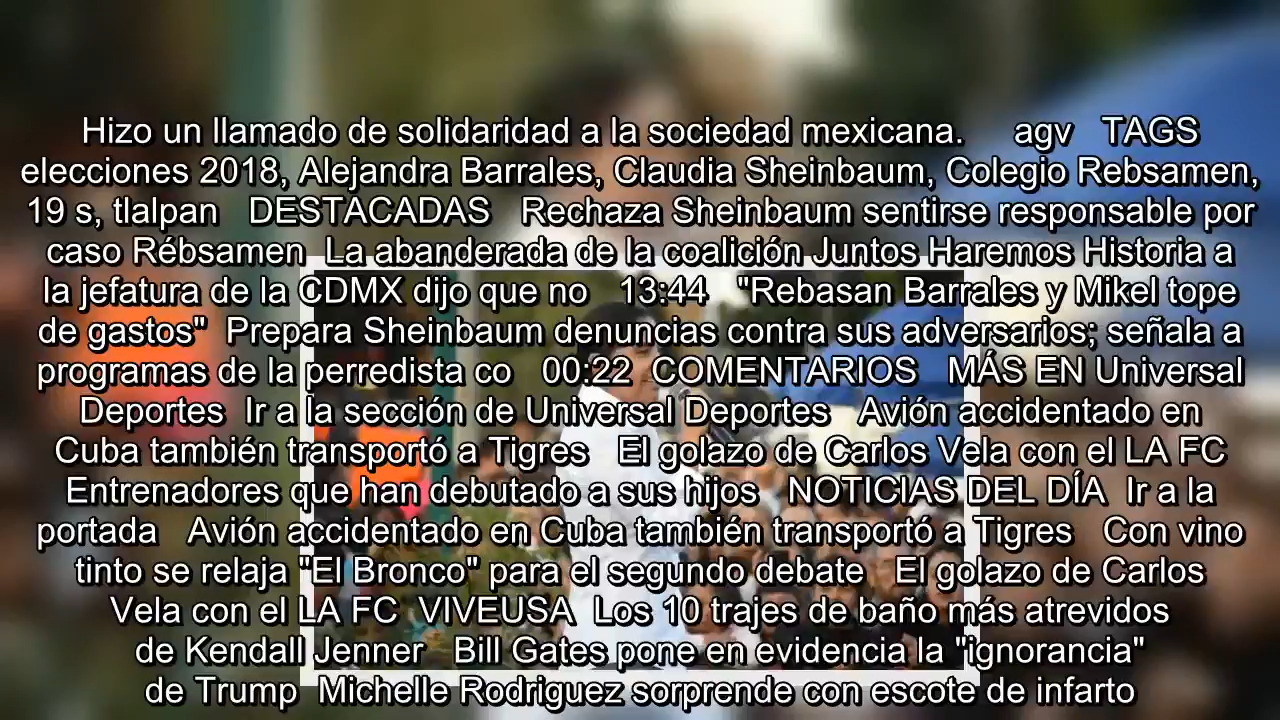 Hizo un llamado de solidaridad a la sociedad mexicana. agv TAGS
elecciones 2018, Alejandra Barrales, Claudia Sheinbaum, Colegio Rebsamen,
19 s, tlalpan DESTACADAS Rechaza Sheinbaum sentirse responsable por
caso Rébsamen La abanderada de la coalición Juntos Haremos Historia a
la jefatura de la CDMX dijo que no 13:44 "Rebasan Barrales y Mikel tope
de gastos" Prepara Sheinbaum denuncias contra sus adversarios; señala a
programas de la perredista co 00:22 COMENTARIOS MÁS EN Universal
Deportes Ir a la sección de Universal Deportes Avión accidentado en
Cuba también transportó a Tigres El golazo de Carlos Vela con el LA FC
Entrenadores que han debutado a sus hijos NOTICIAS DEL DÍA Ir a la
portada Avión accidentado en Cuba también transportó a Tigres Con vino
tinto se relaja "El Bronco" para el segundo debate El golazo de Carlos
Vela con el LA FC VIVEUSA Los 10 trajes de baño más atrevidos
de Kendall Jenner Bill Gates pone en evidencia la "ignorancia"
de Trump Michelle Rodriguez sorprende con escote de infarto